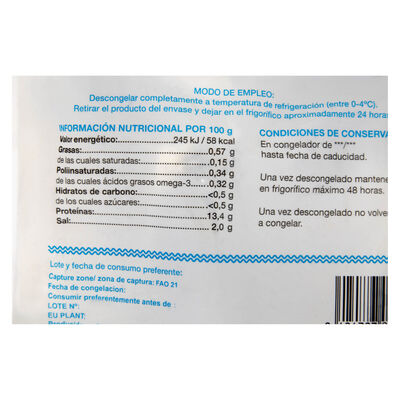 MODO DE EMPLEO:
Descongelar completamente a temperatura de refrigeración (entre 0-4ºC).
Retirar el producto del envase y dejar en el frigorífico aproximadamente 24 horas
INFORMACIÓN NUTRICIONAL POR 100 g
Valor energético: 245 kJ / 58 kcal
Grasas: 0,57 g
de las cuales saturadas: 0,15 g
Poliinsaturadas: 0,34 g
de las cuales ácidos grasos omega-3: 0,32 g
Hidratos de carbono: <0,5 g
de los cuales azúcares: <0,5 g
Proteínas: 13,4 g
Sal: 2,0 g
CONDICIONES DE CONSERVA
En congelador de ***/***
hasta fecha de caducidad.
Una vez descongelado mantene
en frigorífico máximo 48 horas.
Una vez descongelado no volve
a congelar.
Lote y fecha de consumo preferente:
Capture zone/ zona de captura: FAO 21
Fecha de congelacion:
Consumir preferentemente antes de :
LOTE Nº:
EU PLANT: